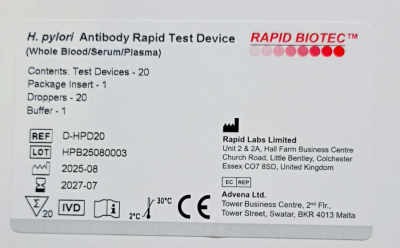 H. pylori Antibody Rapid Test Device
(Whole Blood/Serum/Plasma)
RAPID BIOTEC™
Contents: Test Devices - 20
Package Insert - 1
Droppers - 20
Buffer - 1
REF D-HPD20
LOT HPB25080003
2025-08
2027-07
20
IVD
2°C
30°C
CE
Rapid Labs Limited
Unit 2 & 2A, Hall Farm Business Centre
Church Road, Little Bentley, Colchester
Essex CO7 8SD, United Kingdom
EC REP
Advena Ltd.
Tower Business Centre, 2nd Flr.,
Tower Street, Swatar, BKR 4013 Malta